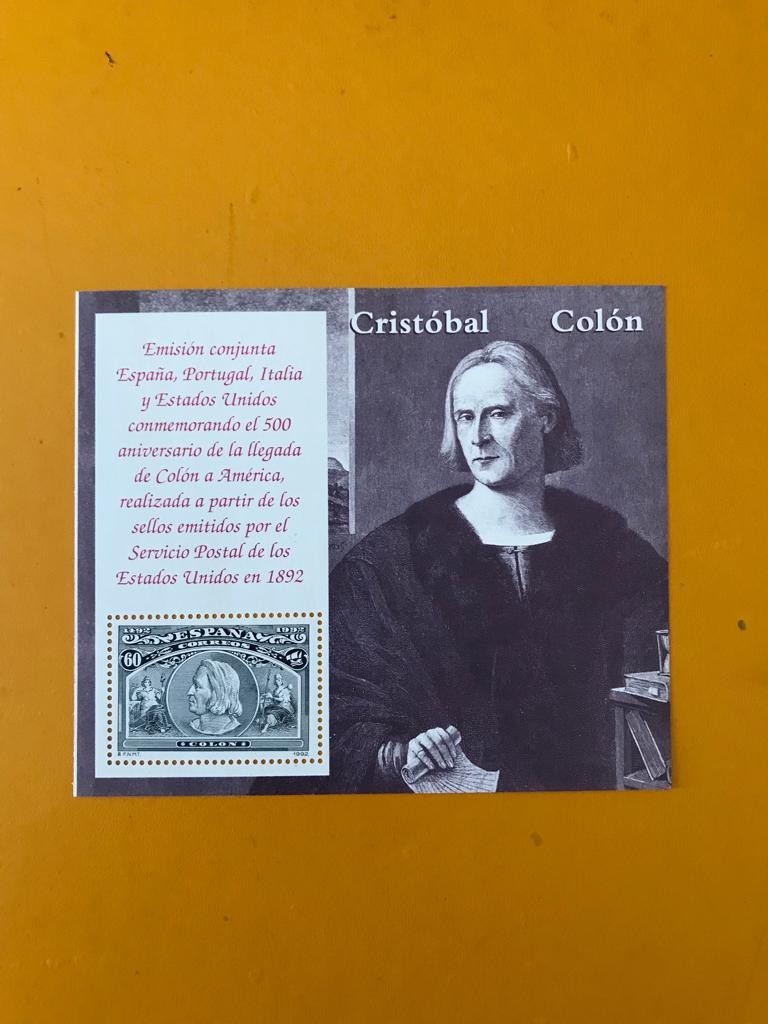 Cristóbal Colón
Emisión conjunta
España, Portugal, Italia
y Estados Unidos
conmemorando el 500
aniversario de la llegada
de Colón a América,
realizada a partir de los
sellos emitidos por el
Servicio Postal de los
Estados Unidos en 1892
ESPAÑA 1992
CORREOS
60
COLON
F.N.M.T. 1992